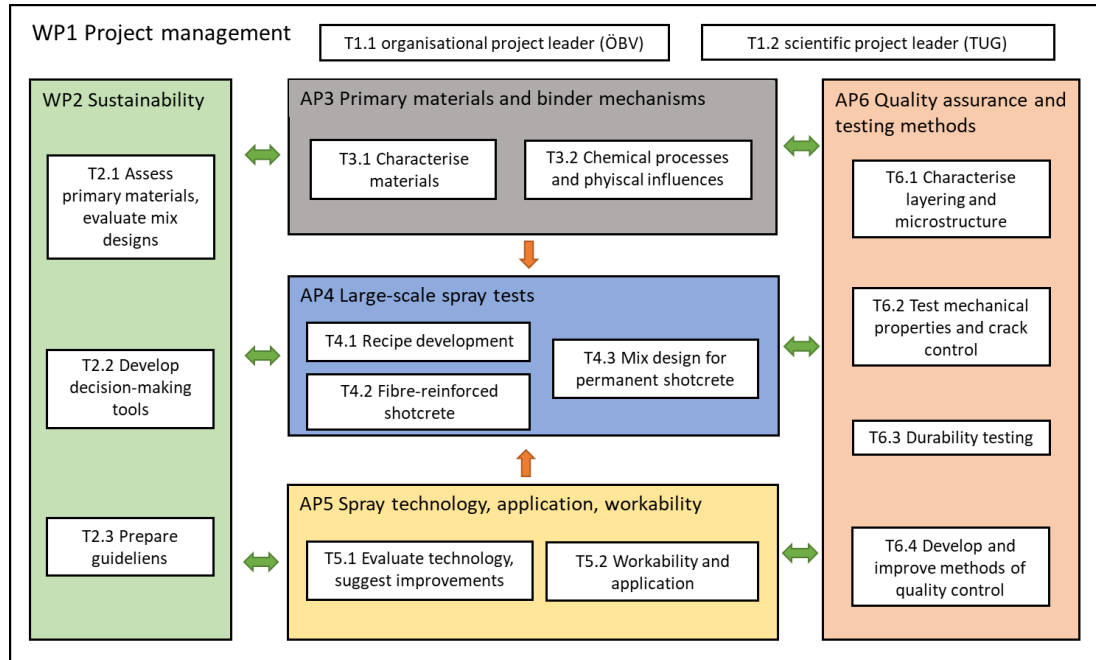 WP1 Project management
T1.1 organisational project leader (ÖBV)
T1.2 scientific project leader (TUG)
WP2 Sustainability
T2.1 Assess
primary materials,
evaluate mix
designs
T2.2 Develop
decision-making
tools
T2.3 Prepare
guideliens
AP3 Primary materials and binder mechanisms
T3.1 Characterise
materials
T3.2 Chemical processes
and phyiscal influences
AP4 Large-scale spray tests
T4.1 Recipe development
T4.2 Fibre-reinforced
shotcrete
T4.3 Mix design for
permanent shotcrete
AP5 Spray technology, application, workability
T5.1 Evaluate technology,
suggest improvements
T5.2 Workability and
application
AP6 Quality assurance and
testing methods
T6.1 Characterise
layering and
microstructure
T6.2 Test mechanical
properties and crack
control
T6.3 Durability testing
T6.4 Develop and
improve methods of
quality control